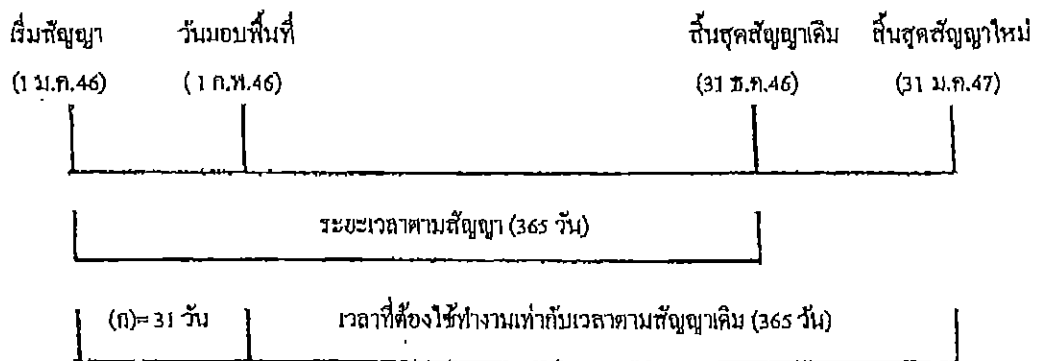 เริ่มสัญญา วันมอบพื้นที่ สิ้นสุดสัญญาเดิม สิ้นสุดสัญญาใหม่
(1 ม.ค.46) (1 ก.พ.46) (31 ธ.ค.46) (31 ม.ค.47)
ระยะเวลาตามสัญญา (365 วัน)
(ก)= 31 วัน เวลาที่ต้องใช้ทำงานเท่ากับเวลาตามสัญญาเดิม (365 วัน)